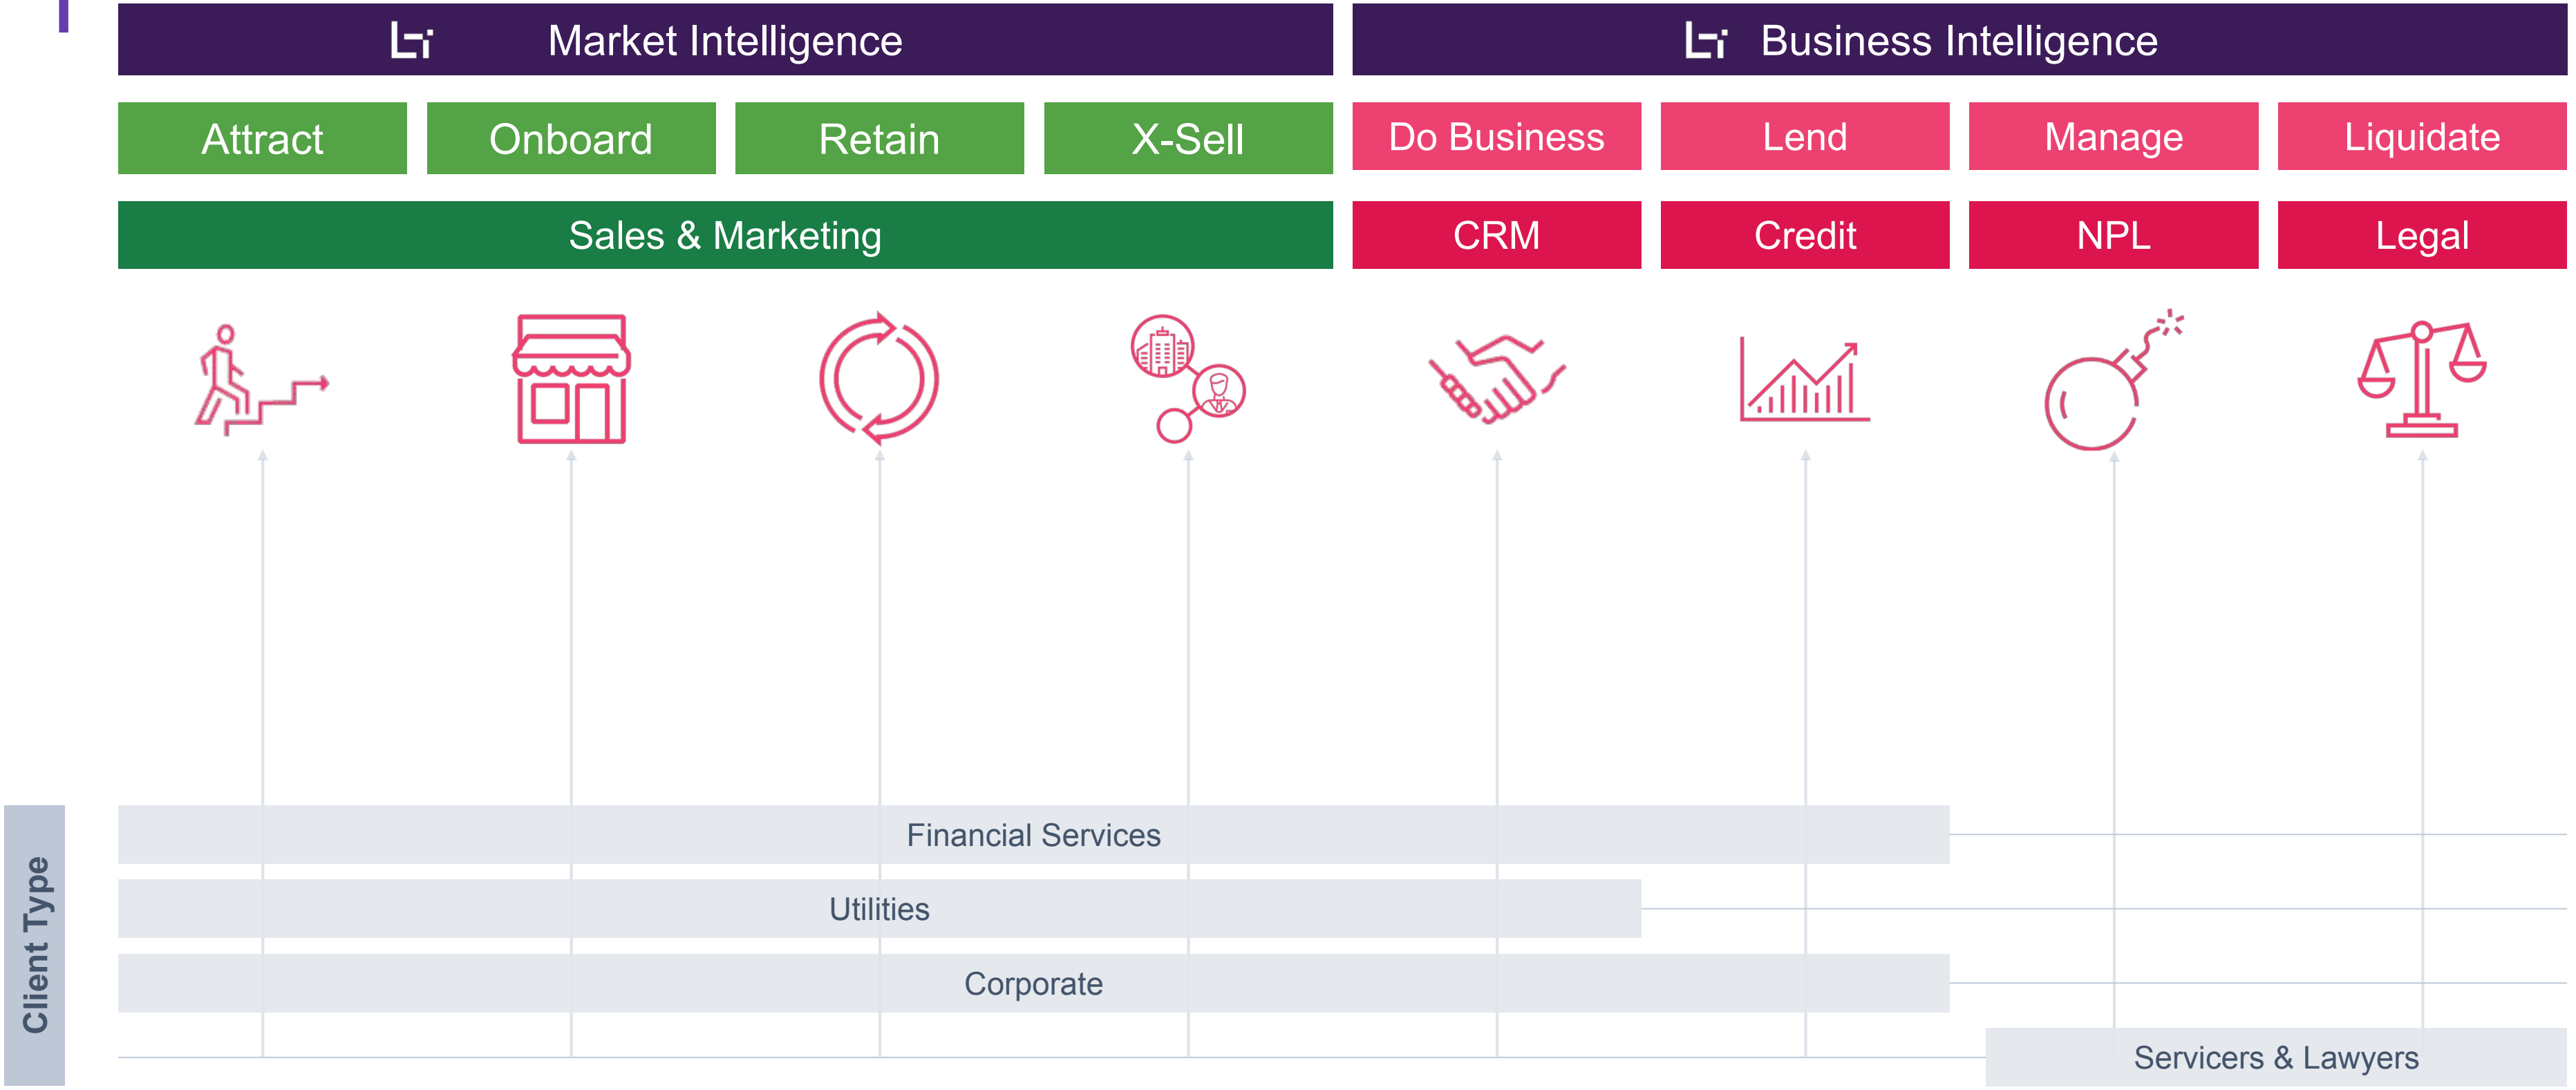 Market Intelligence
Business Intelligence
Attract
Onboard
Retain
X-Sell
Do Business
Lend
Manage
Liquidate
Sales & Marketing
CRM
Credit
NPL
Legal
Client Type
Financial Services
Utilities
Corporate
Servicers & Lawyers